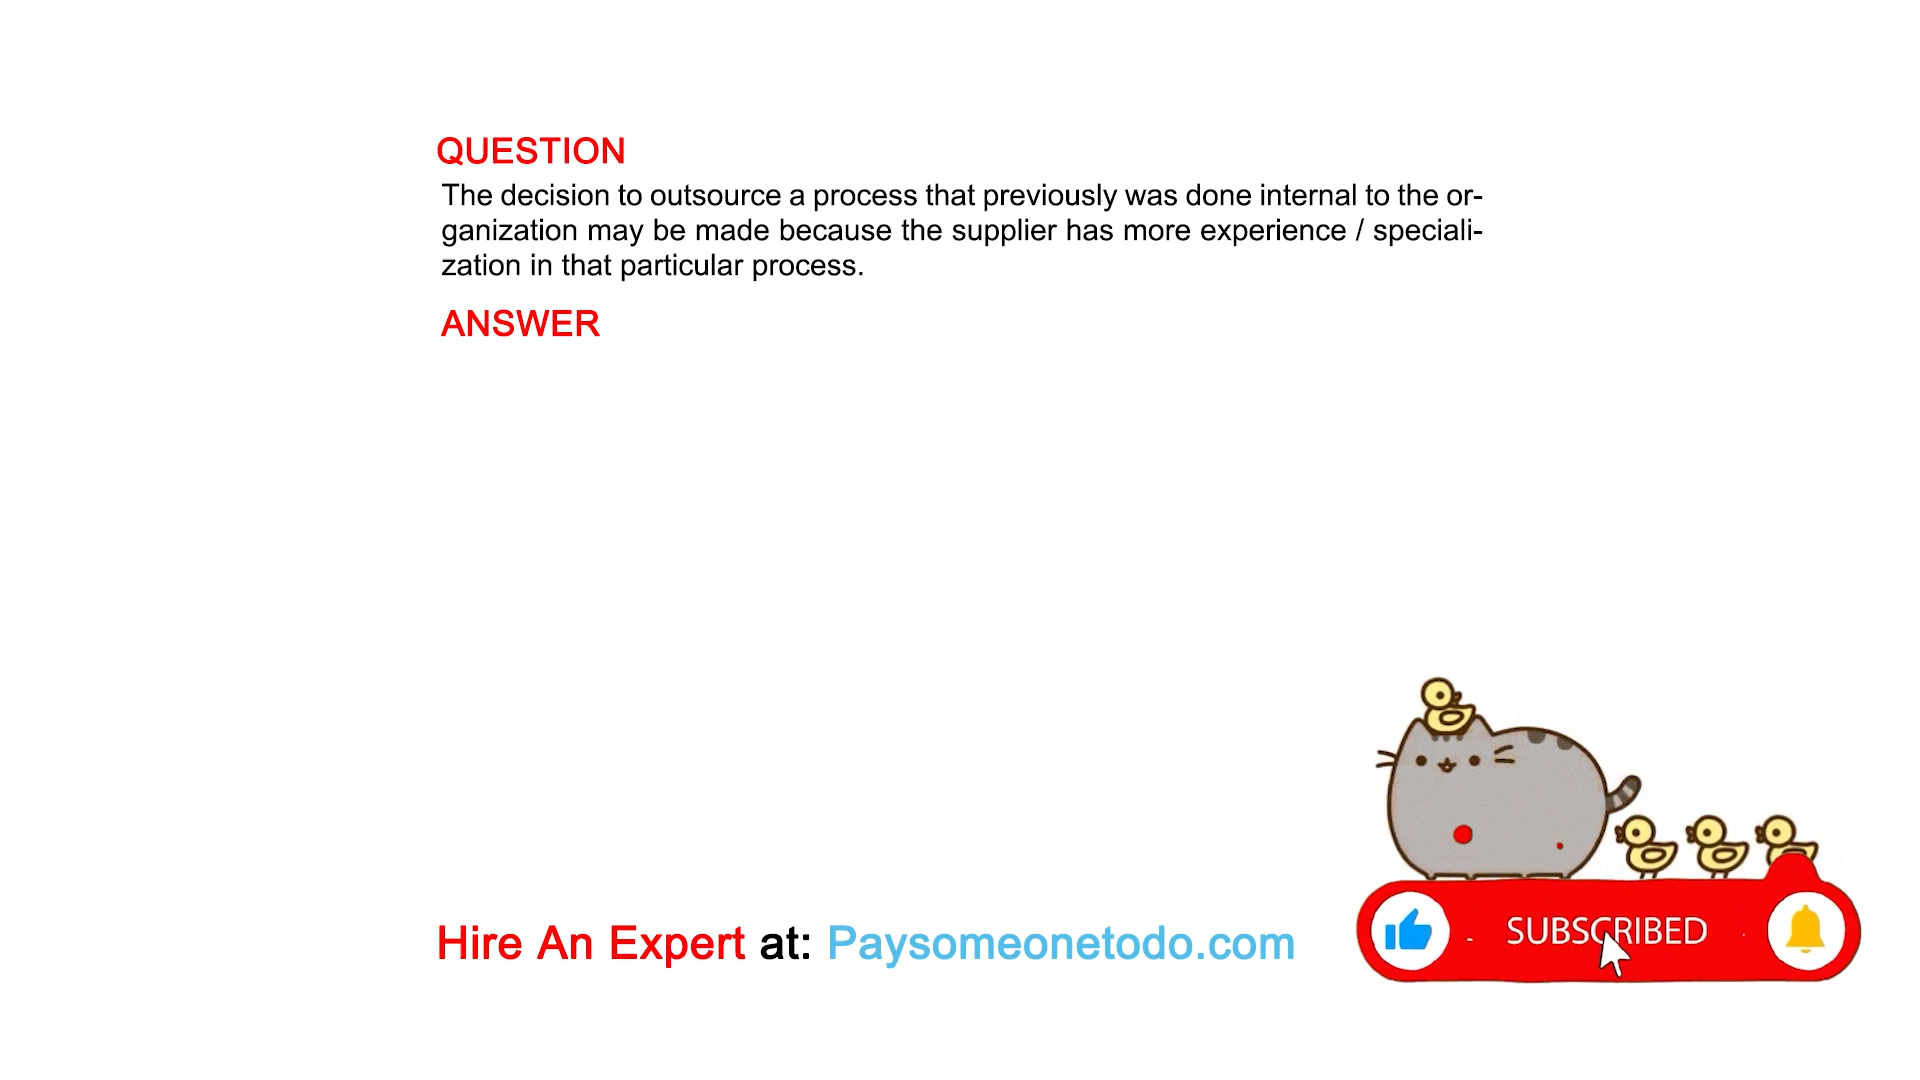 QUESTION
The decision to outsource a process that previously was done internal to the or-
ganization may be made because the supplier has more experience / speciali-
zation in that particular process.
ANSWER
Hire An Expert at: Paysomeonetodo.com
SUBSCRIBED